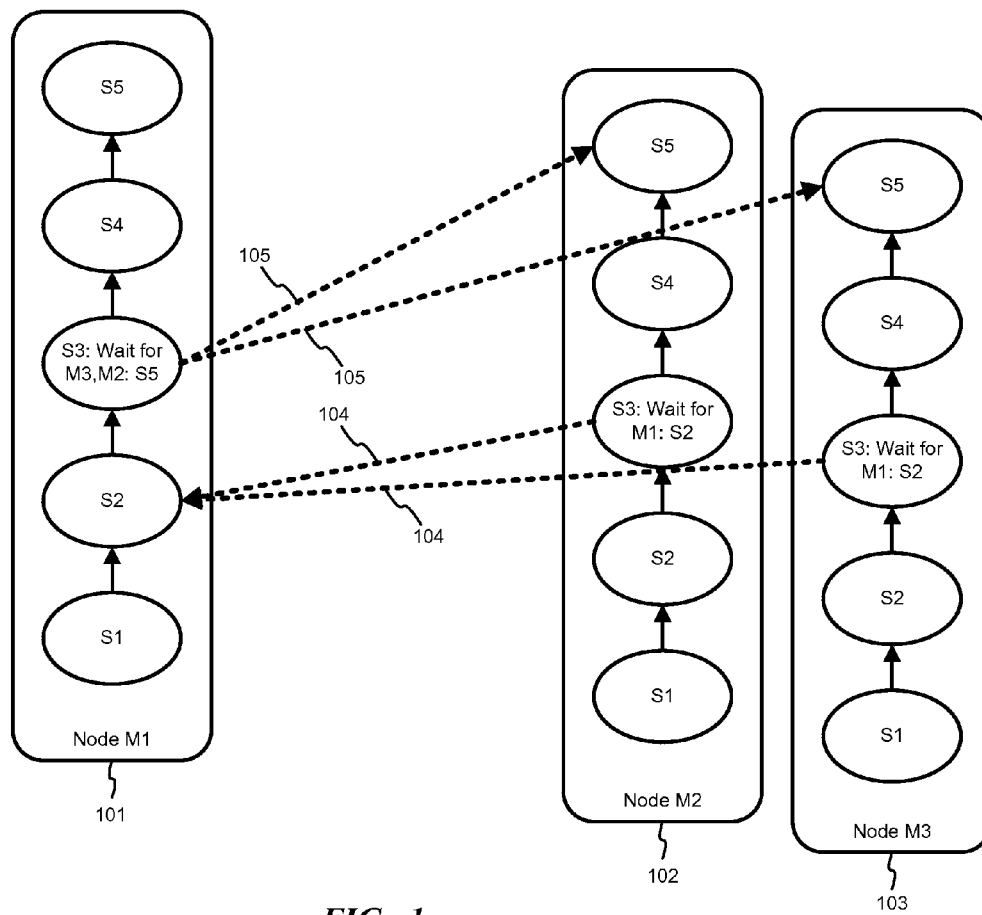 S5
S4
S3: Wait for
M3,M2: S5
S2
S1
Node M1
101
105
105
104
104
S5
S4
S3: Wait for
M1: S2
S2
S1
Node M2
102
S5
S4
S3: Wait for
M1: S2
S2
S1
Node M3
103
FIG. 1